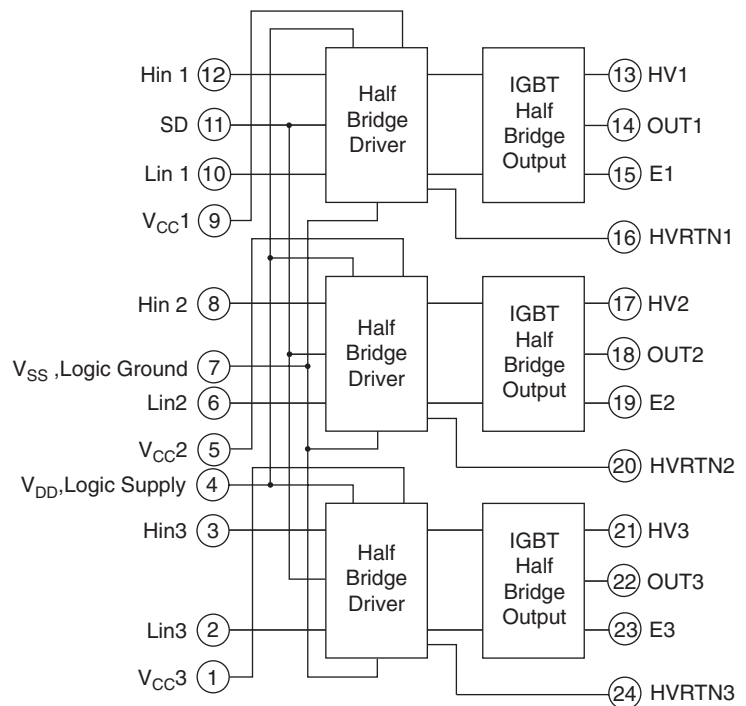 Hin 1 12
SD 11
Lin 1 10
VCC1 9
Hin 2 8
VSS ,Logic Ground 7
Lin2 6
VCC2 5
VDD,Logic Supply 4
Hin3 3
Lin3 2
VCC3 1
Half
Bridge
Driver
IGBT
Half
Bridge
Output
13 HV1
14 OUT1
15 E1
16 HVRTN1
Half
Bridge
Driver
IGBT
Half
Bridge
Output
17 HV2
18 OUT2
19 E2
20 HVRTN2
Half
Bridge
Driver
IGBT
Half
Bridge
Output
21 HV3
22 OUT3
23 E3
24 HVRTN3